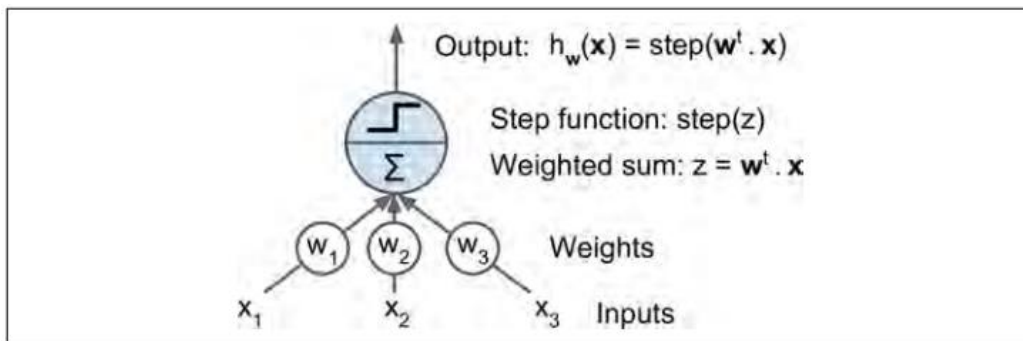 Output: h_w(x) = step(w^t . x)
Step function: step(z)
Σ
Weighted sum: z = w^t . x
w_1 w_2 w_3 Weights
x_1 x_2 x_3 Inputs